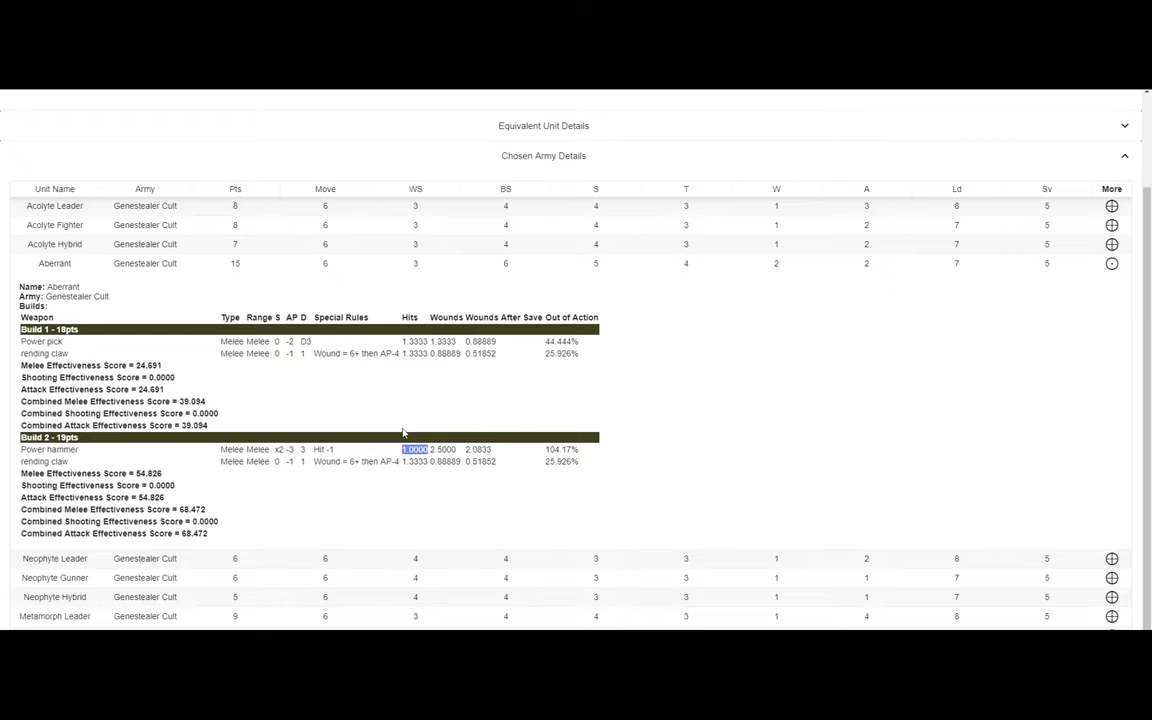 Equivalent Unit Details
Chosen Army Details
Unit Name Army Pts Move WS BS S T W A Ld Sv More
Acolyte Leader Genestealer Cult 8 6 3 4 4 3 1 3 8 5
Acolyte Fighter Genestealer Cult 8 6 3 4 4 3 1 2 7 5
Acolyte Hybrid Genestealer Cult 7 6 3 4 4 3 1 2 7 5
Aberrant Genestealer Cult 15 6 3 6 5 4 2 2 7 5
Name: Aberrant
Army: Genestealer Cult
Builds:
Weapon Type Range S AP D Special Rules Hits Wounds Wounds After Save Out of Action
Build 1 - 18pts
Power pick Melee Melee 0 -2 D3 1.3333 1.3333 0.88889 44.444%
rending claw Melee Melee 0 -1 1 Wound = 6+ then AP-4 1.3333 0.88889 0.51852 25.926%
Melee Effectiveness Score = 24.691
Shooting Effectiveness Score = 0.0000
Attack Effectiveness Score = 24.691
Combined Melee Effectiveness Score = 39.094
Combined Shooting Effectiveness Score = 0.0000
Combined Attack Effectiveness Score = 39.094
Build 2 - 19pts
Power hammer Melee Melee x2 -3 3 Hit -1 1.0000 2.5000 2.0833 104.17%
rending claw Melee Melee 0 -1 1 Wound = 6+ then AP-4 1.3333 0.88889 0.51852 25.926%
Melee Effectiveness Score = 54.826
Shooting Effectiveness Score = 0.0000
Attack Effectiveness Score = 54.826
Combined Melee Effectiveness Score = 68.472
Combined Shooting Effectiveness Score = 0.0000
Combined Attack Effectiveness Score = 68.472
Neophyte Leader Genestealer Cult 6 6 4 4 3 3 1 2 8 5
Neophyte Gunner Genestealer Cult 6 6 4 4 3 3 1 1 7 5
Neophyte Hybrid Genestealer Cult 5 6 4 4 3 3 1 1 7 5
Metamorph Leader Genestealer Cult 9 6 3 4 4 3 1 4 8 5